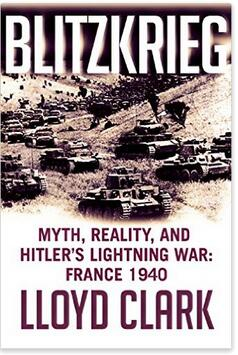 BLITZKRIEG
MYTH, REALITY, AND
HITLER'S LIGHTNING WAR:
FRANCE 1940
LLOYD CLARK